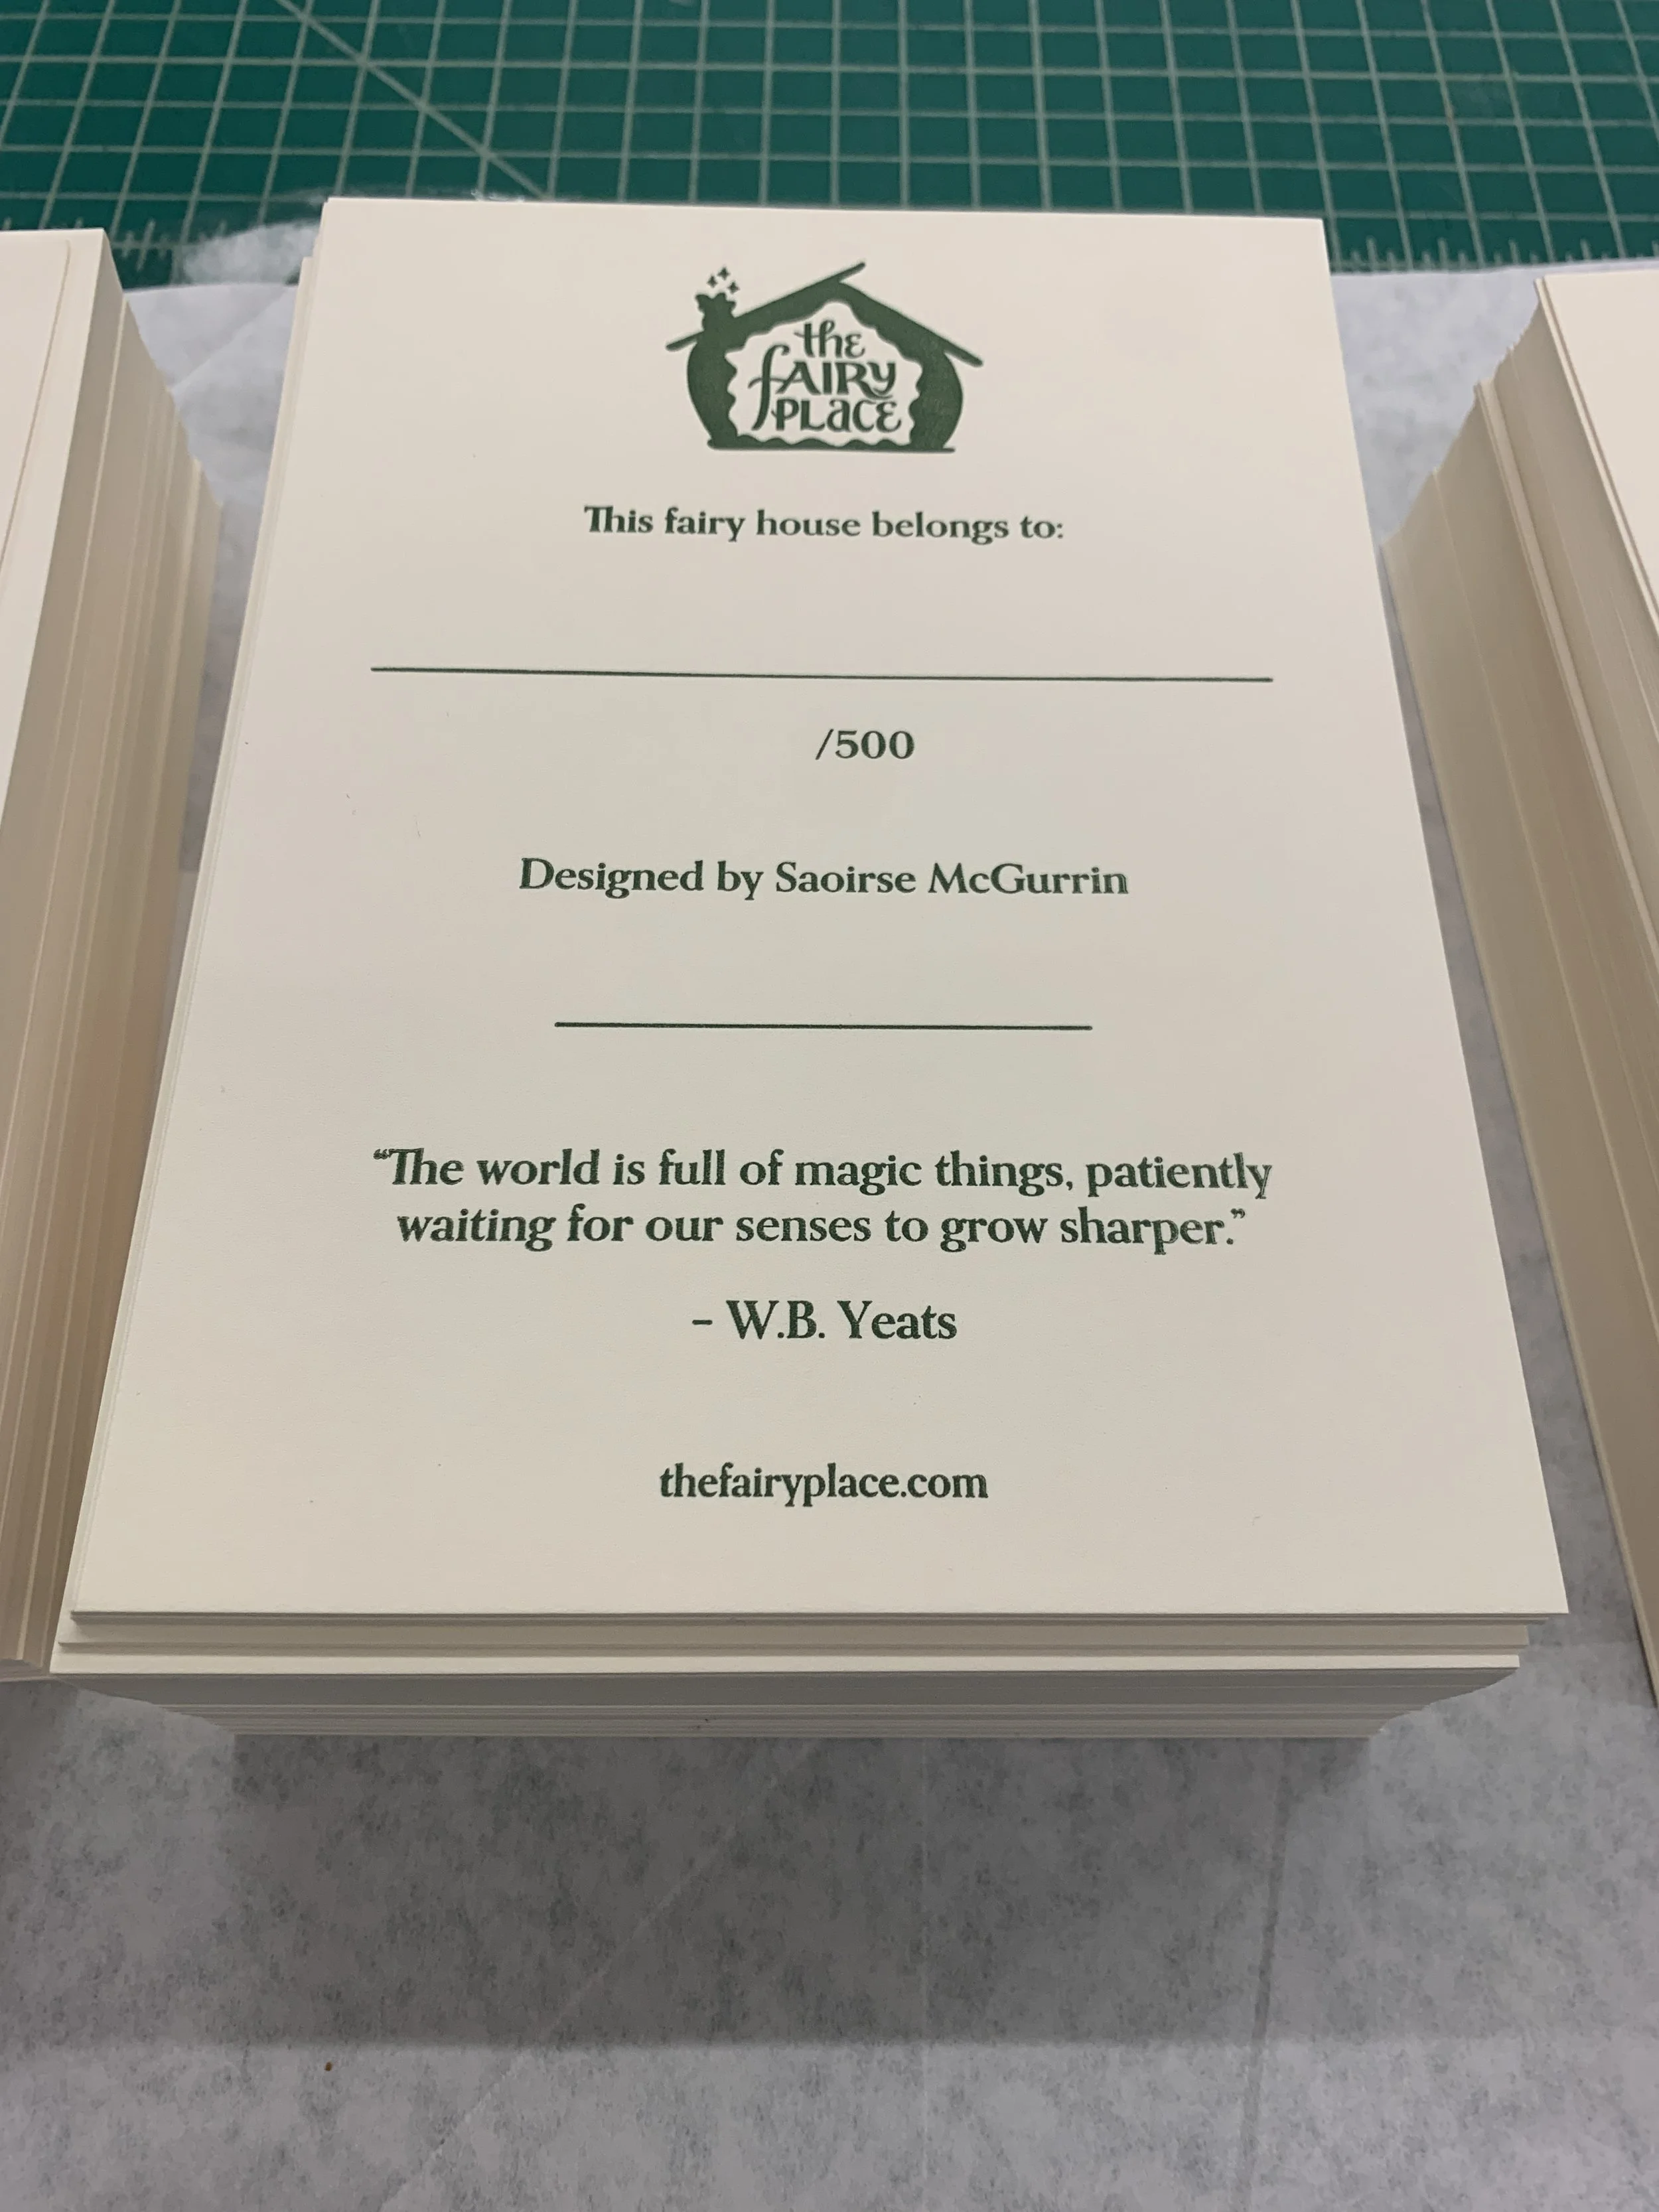 the
fAIRY
PLaCE
This fairy house belongs to:
/500
Designed by Saoirse McGurrin
“The world is full of magic things, patiently
waiting for our senses to grow sharper.”
– W.B. Yeats
thefairyplace.com